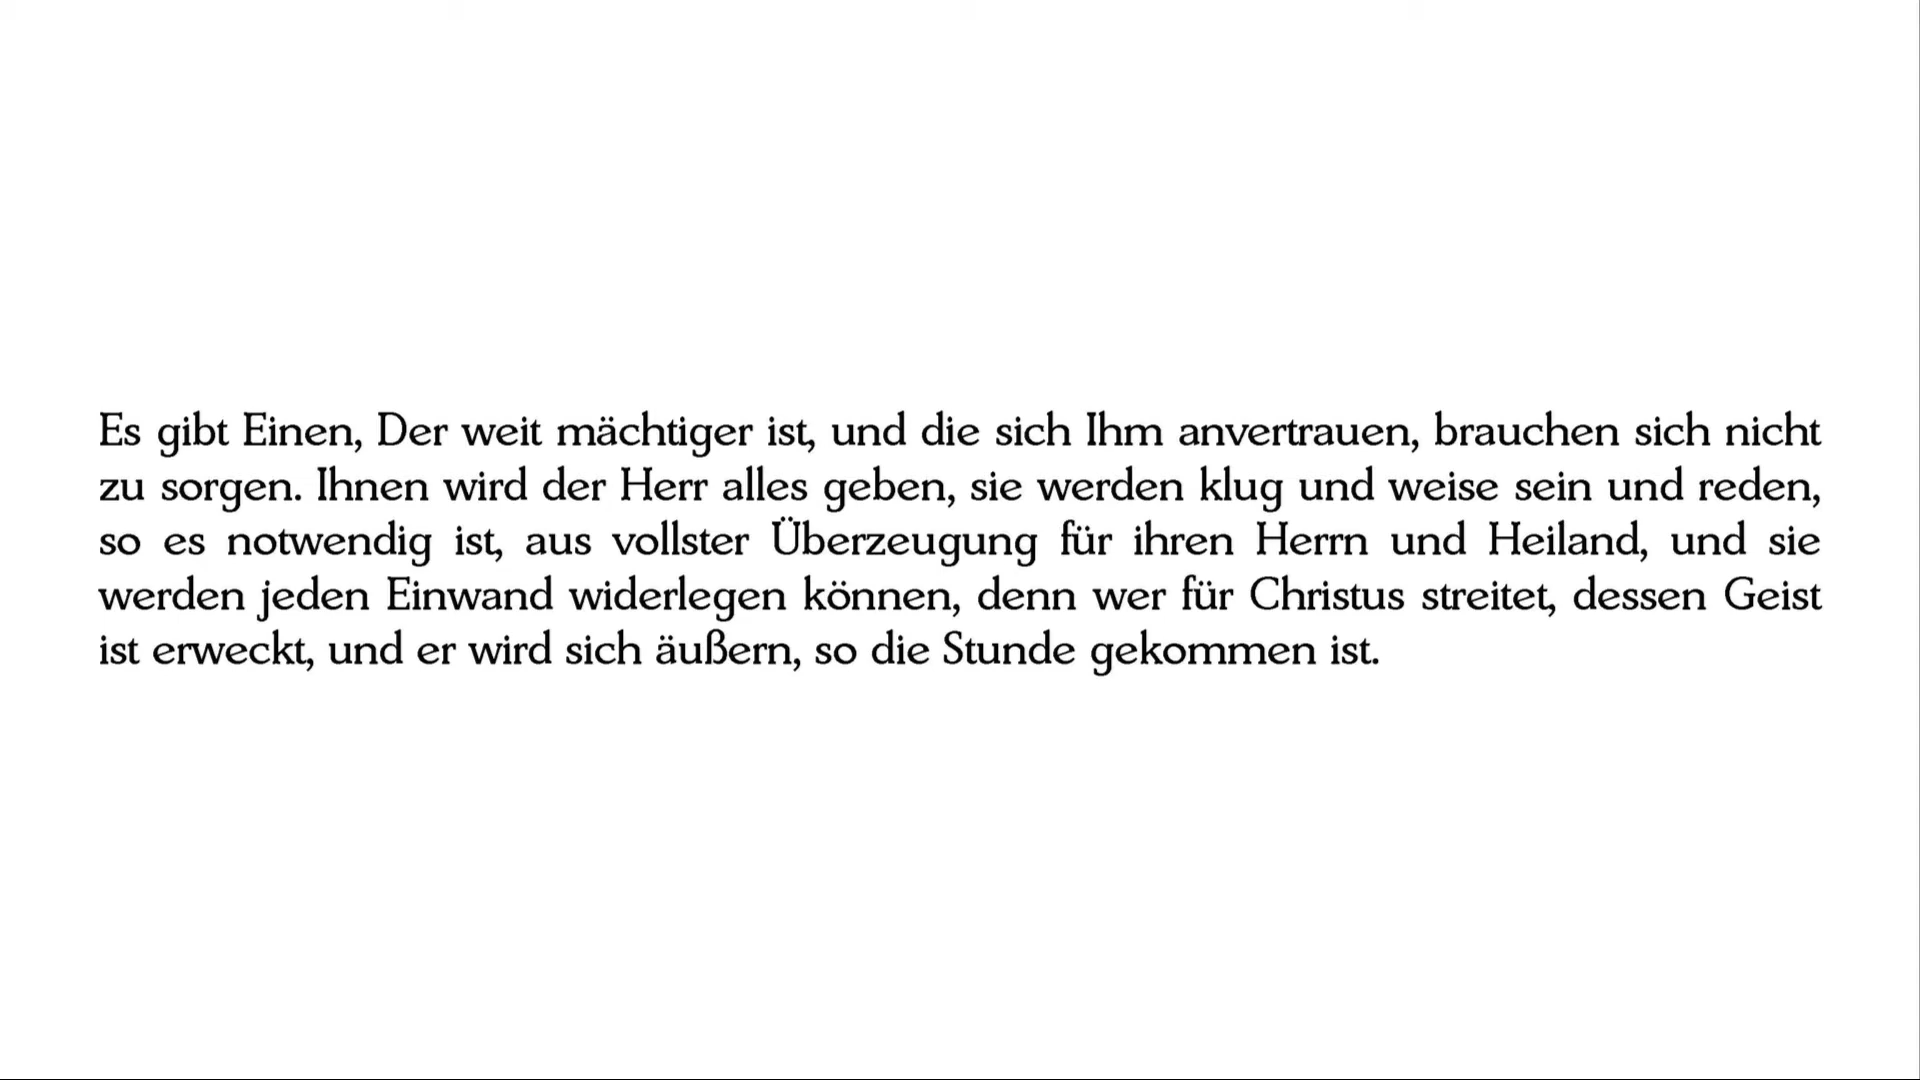 Es gibt Einen, Der weit mächtiger ist, und die sich Ihm anvertrauen, brauchen sich nicht
zu sorgen. Ihnen wird der Herr alles geben, sie werden klug und weise sein und reden,
so es notwendig ist, aus vollster Überzeugung für ihren Herrn und Heiland, und sie
werden jeden Einwand widerlegen können, denn wer für Christus streitet, dessen Geist
ist erweckt, und er wird sich äußern, so die Stunde gekommen ist.